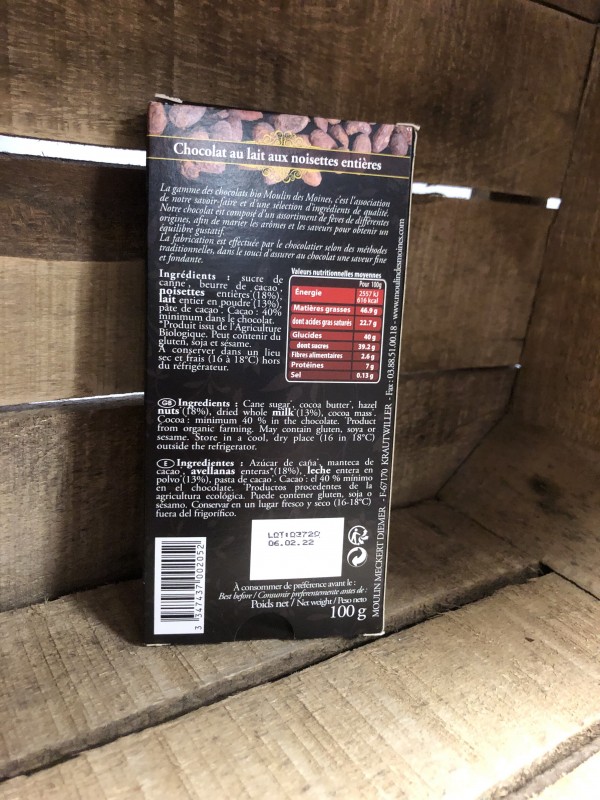 Chocolat au lait aux noisettes entières
La gamme des chocolats bio Moulin des Moines, c'est l'association
de notre savoir-faire et d'une sélection d'ingrédients de qualité.
Notre chocolat est composé d'un assortiment de fèves de différentes
origines, afin de marier les arômes et les saveurs pour obtenir un
équilibre gustatif.
La fabrication est effectuée par le chocolatier selon des méthodes
traditionnelles, dans le souci d'assurer au chocolat une saveur fine
et fondante.
Ingrédients : sucre de
canne*, beurre de cacao*,
noisettes entières*(18%),
lait entier en poudre*(13%),
pâte de cacao*. Cacao : 40%
minimum dans le chocolat.
*Produit issu de l'Agriculture
Biologique. Peut contenir du
gluten, soja et sésame.
A conserver dans un lieu
sec et frais (16 à 18°C) hors
du réfrigérateur.
Valeurs nutritionnelles moyennes
Pour 100g
Énergie 2557 kJ
616 kcal
Matières grasses 46.9 g
dont acides gras saturés 22.7 g
Glucides 40 g
dont sucres 39.2 g
Fibres alimentaires 2.6 g
Protéines 7 g
Sel 0.13 g
GB Ingredients : Cane sugar*, cocoa butter*, hazel
nuts*(18%), dried whole milk*(13%), cocoa mass*.
Cocoa : minimum 40 % in the chocolate. *Product
from organic farming. May contain gluten, soya or
sesame. Store in a cool, dry place (16 in 18°C)
outside the refrigerator.
E Ingredientes : Azúcar de caña*, manteca de
cacao*, avellanas enteras*(18%), leche entera en
polvo*(13%), pasta de cacao*. Cacao : el 40 % mínimo
en el chocolate. *Productos procedentes de la
agricultura ecológica. Puede contener gluten, soja o
sésamo. Conservar en un lugar fresco y seco (16-18°C)
fuera del frigorífico.
LOT:03729
06.02.22
3 347437 002052
À consommer de préférence avant le :
Best before / Consumir preferentemente antes de :
Poids net / Net weight / Peso neto
100 g
MOULIN MECKERT DIEMER - F-67170 KRAUTWILLER - Fax : 03.88.51.00.18 - www.moulindesmoines.com